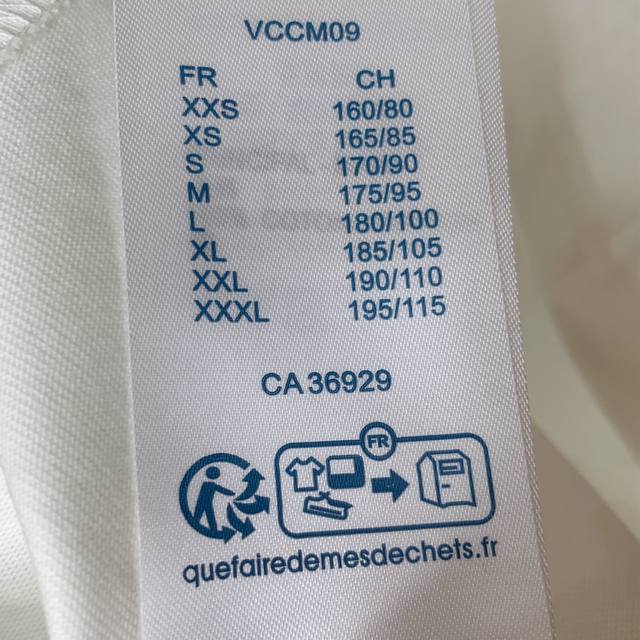 VCCM09
FR CH
XXS 160/80
XS 165/85
S 170/90
M 175/95
L 180/100
XL 185/105
XXL 190/110
XXXL 195/115
CA 36929
FR
quefairedemesdechets.fr